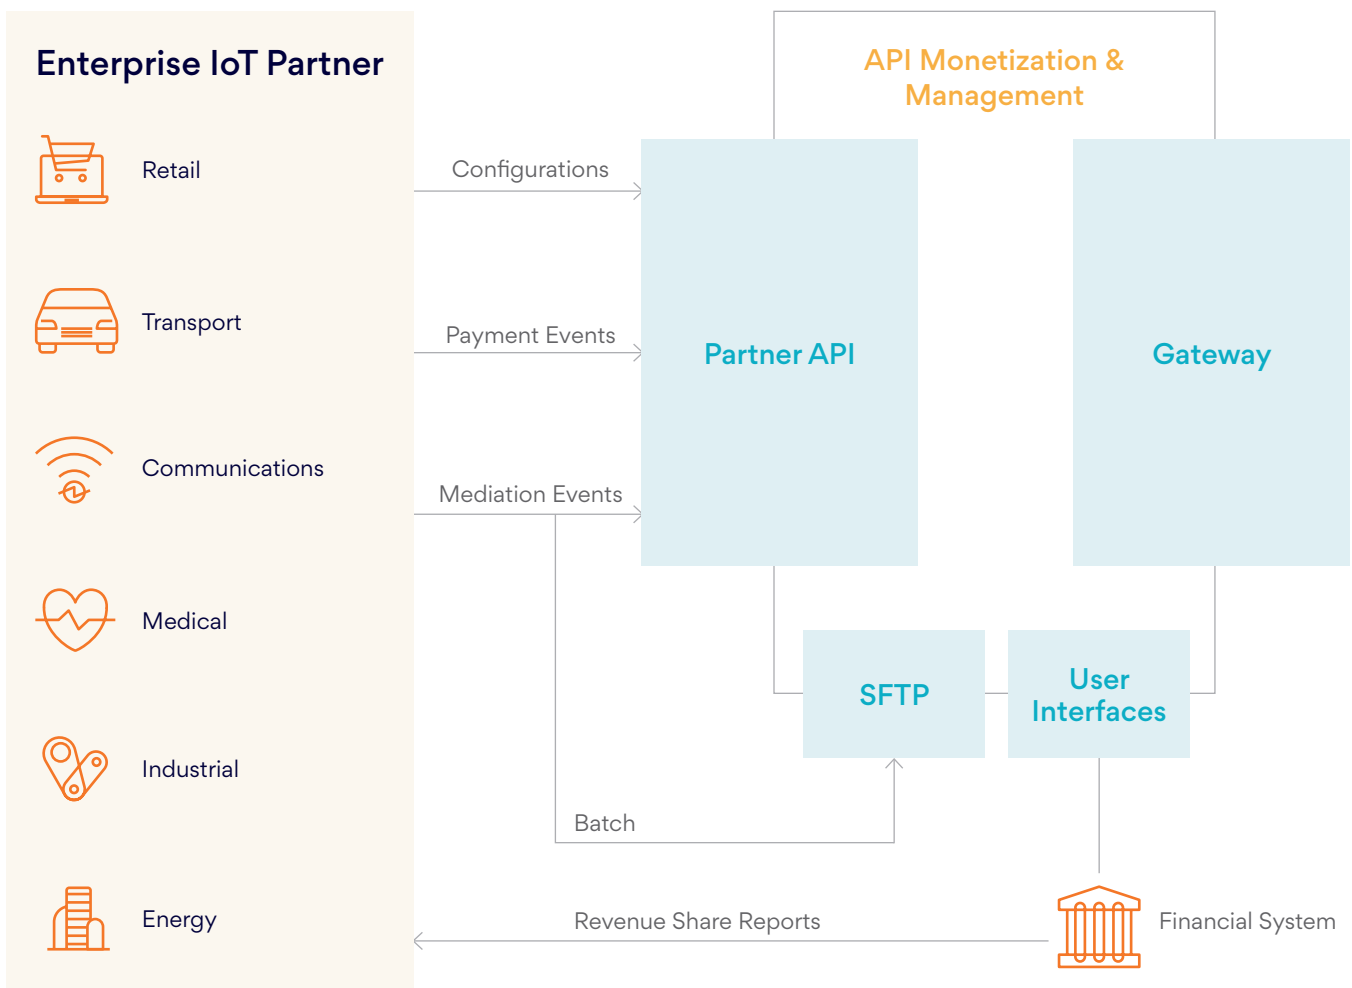 Enterprise IoT Partner
Retail
Transport
Communications
Medical
Industrial
Energy
Configurations
Payment Events
Mediation Events
Batch
Revenue Share Reports
API Monetization &
Management
Partner API
Gateway
SFTP
User
Interfaces
Financial System